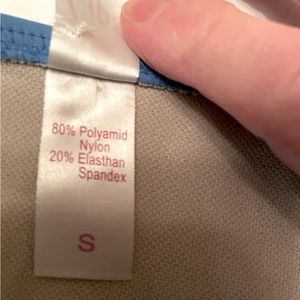 80% Polyamid
Nylon
20% Elasthan
Spandex
S